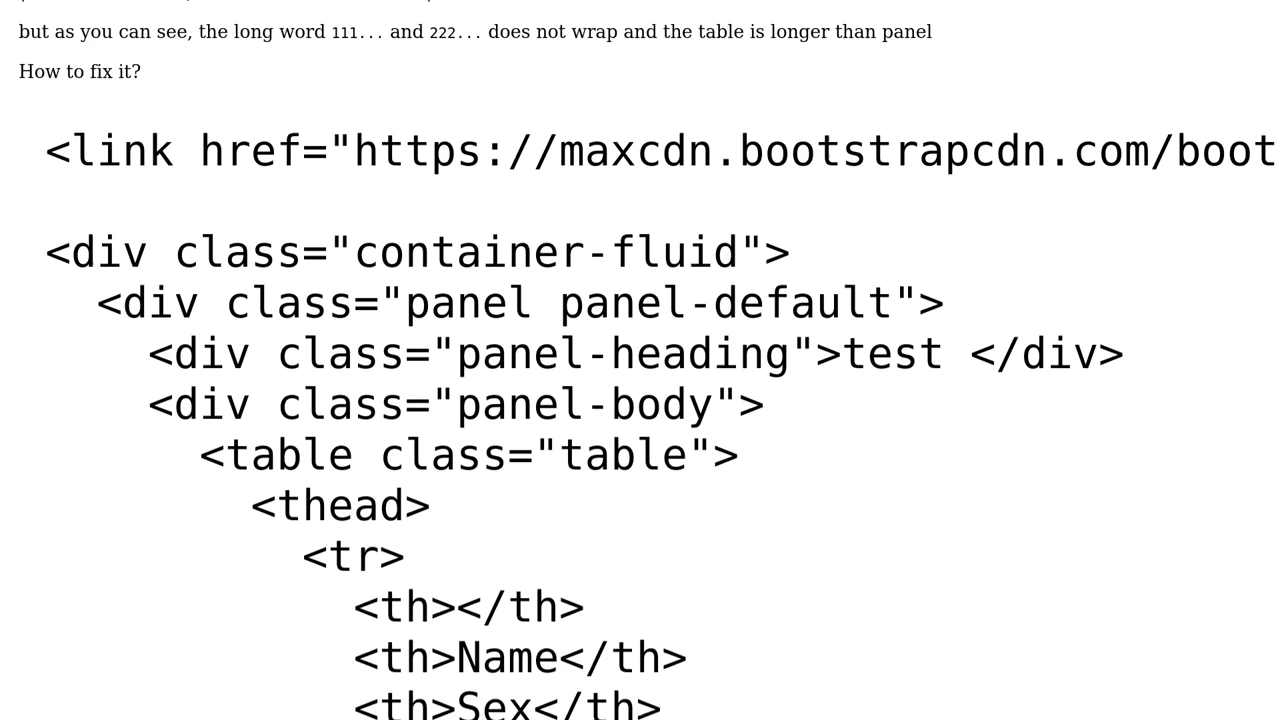 but as you can see, the long word 111... and 222... does not wrap and the table is longer than panel
How to fix it?
<link href="https://maxcdn.bootstrapcdn.com/boot
<div class="container-fluid">
<div class="panel panel-default">
<div class="panel-heading">test </div>
<div class="panel-body">
<table class="table">
<thead>
<tr>
<th></th>
<th>Name</th>
<th>Sex</th>